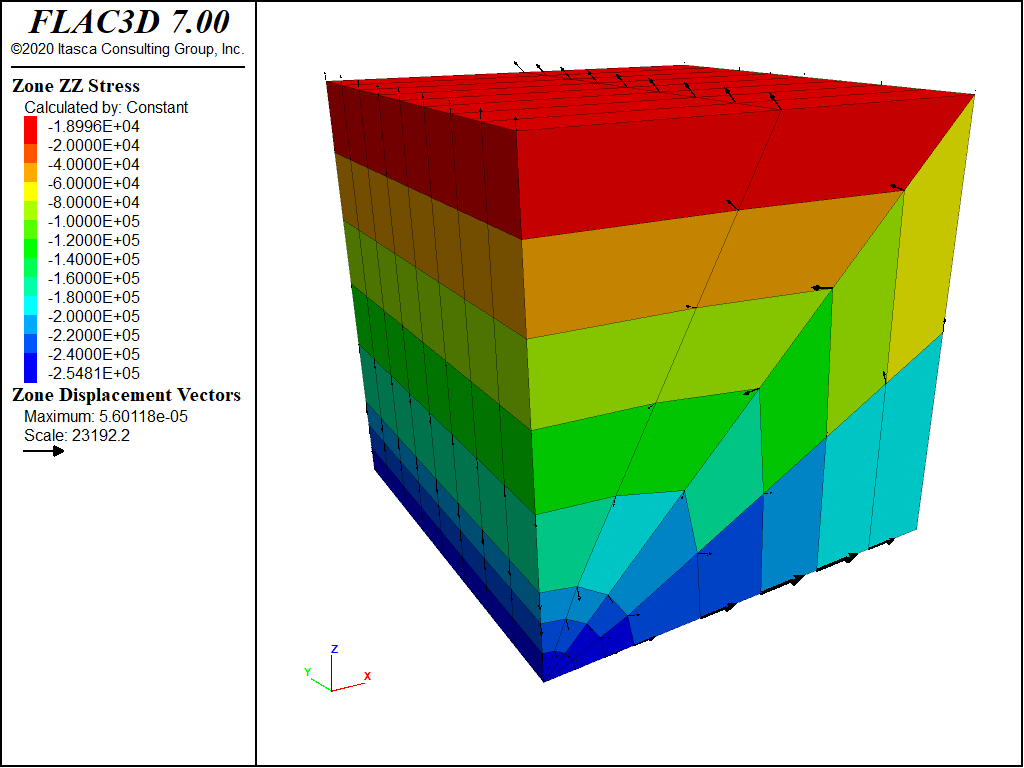 FLAC3D 7.00
©2020 Itasca Consulting Group, Inc.
Zone ZZ Stress
Calculated by: Constant
-1.8996E+04
-2.0000E+04
-4.0000E+04
-6.0000E+04
-8.0000E+04
-1.0000E+05
-1.2000E+05
-1.4000E+05
-1.6000E+05
-1.8000E+05
-2.0000E+05
-2.2000E+05
-2.4000E+05
-2.5481E+05
Zone Displacement Vectors
Maximum: 5.60118e-05
Scale: 23192.2
Z
Y
X